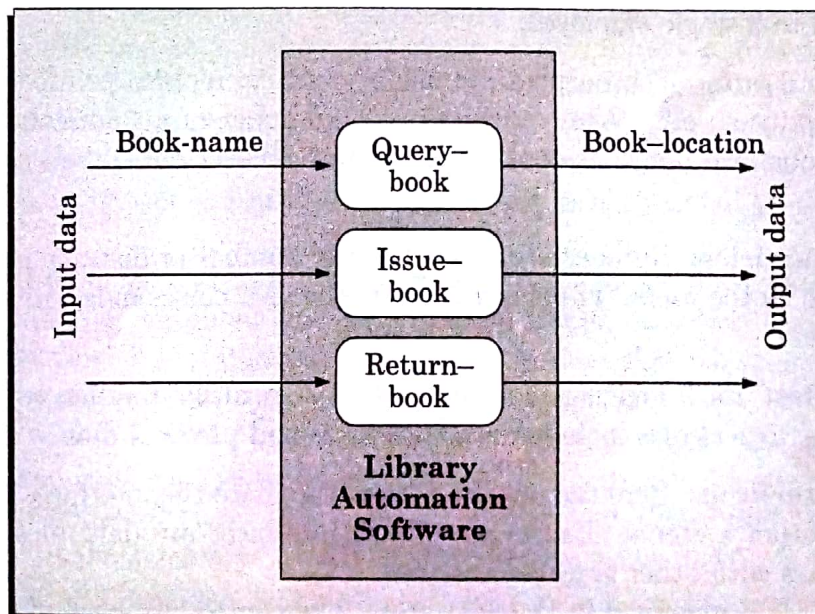 Book-name
Query–
book
Book–location
Input data
Issue–
book
Output data
Return–
book
Library
Automation
Software